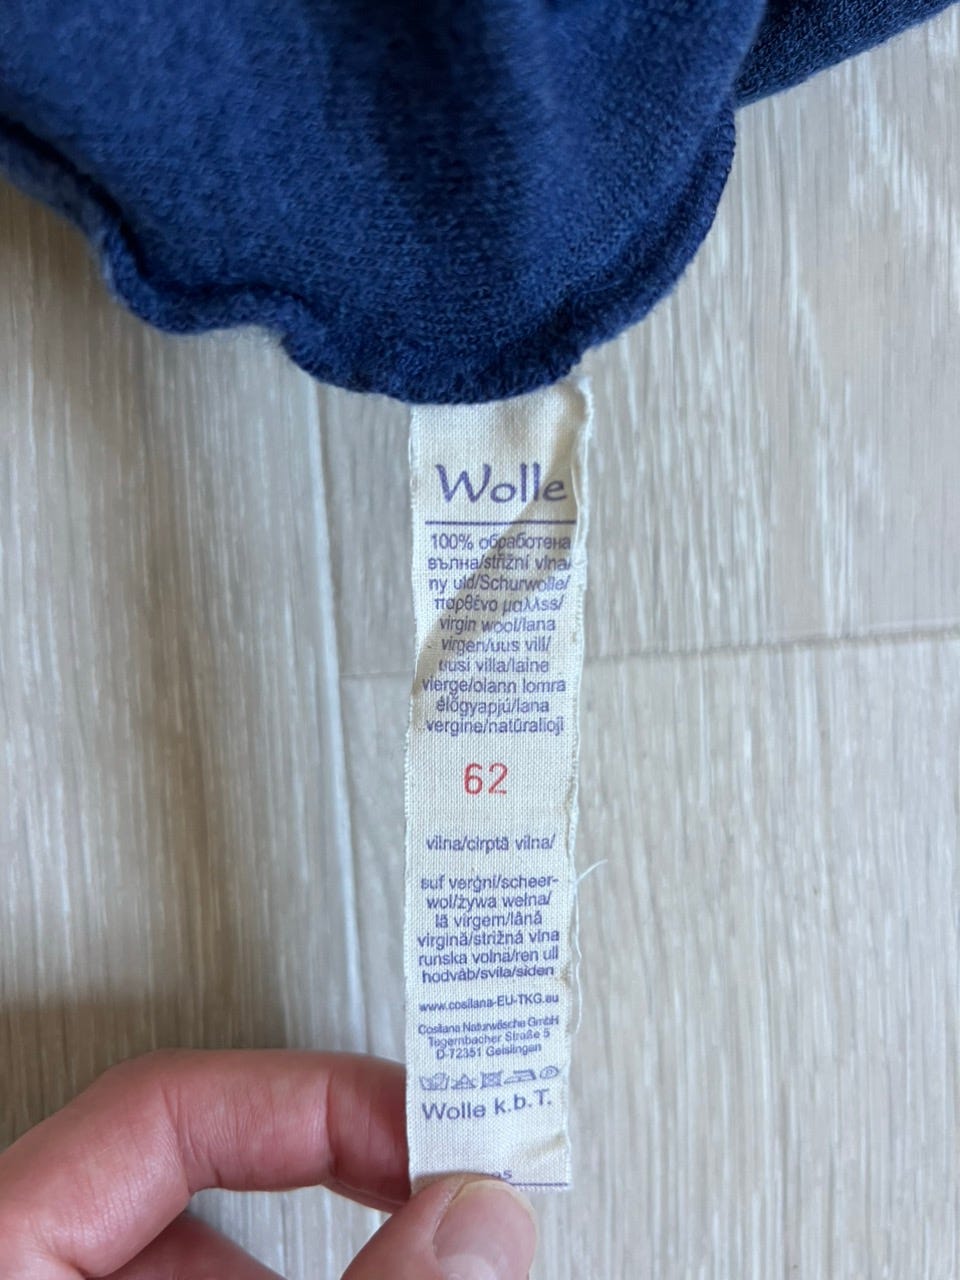 Wolle
100% обработена
вълна/střižní vlna/
ny uld/Schurwolle/
παρθένο μαλλss/
virgin wool/lana
virgen/uus vill/
uusi villa/laine
vierge/olann lomra
élőgyapjú/lana
vergine/natūralioji
62
vilna/cirptā vilna/
suf verġni/scheer-
wol/żywa wełna/
lã virgem/lână
virgină/strižná vlna
runska volna/ren ull
hodváb/svila/siden
www.cosilana-EU-TKG.eu
Cosilana Naturwäsche GmbH
Tegernbacher Straße 5
D-72351 Geislingen
Wolle k.b.T.